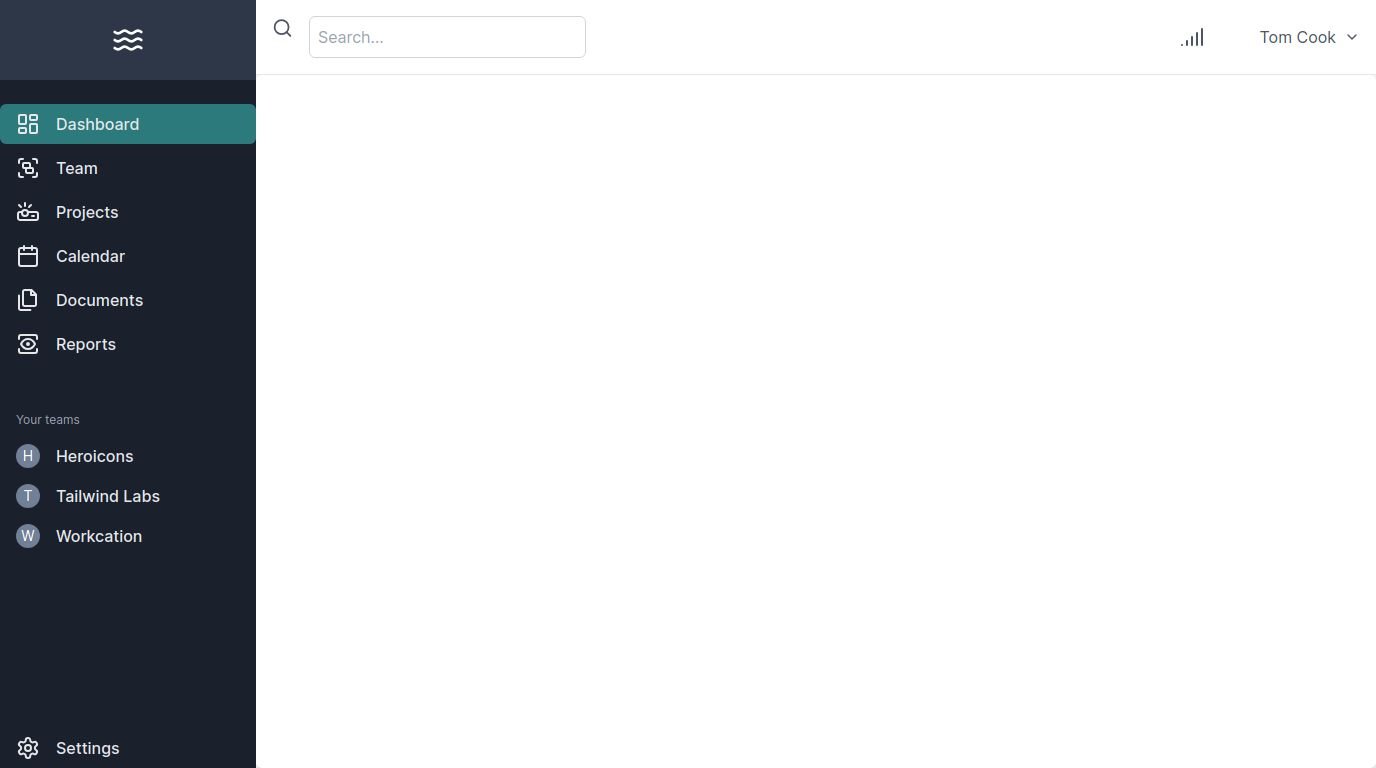 Search...
Tom Cook
Dashboard
Team
Projects
Calendar
Documents
Reports
Your teams
H Heroicons
T Tailwind Labs
W Workcation
Settings